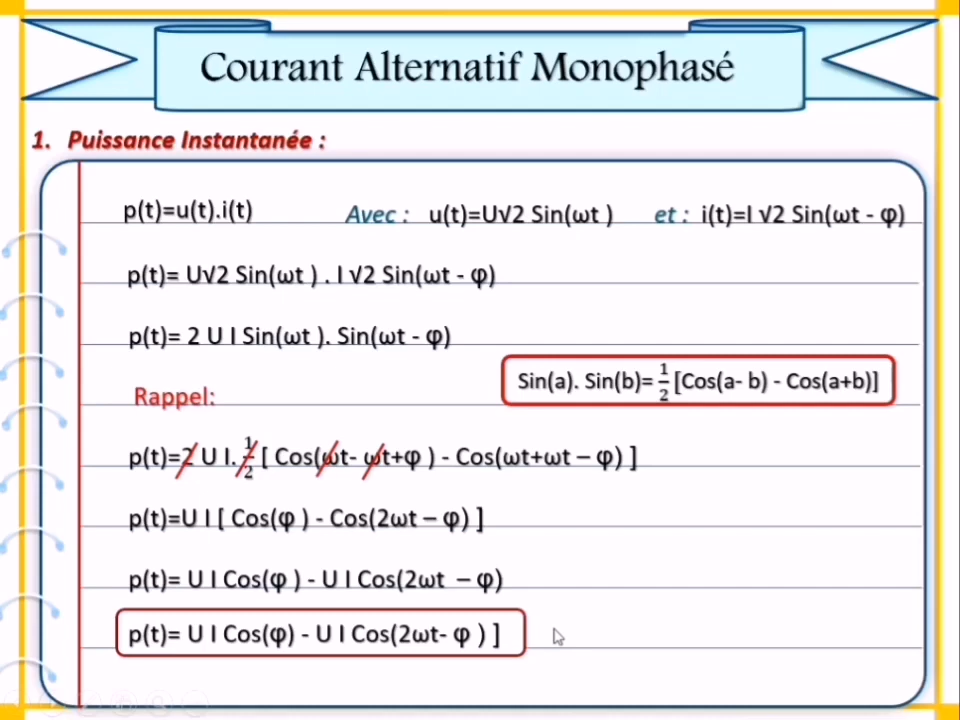 Courant Alternatif Monophasé
1. Puissance Instantanée :
p(t)=u(t).i(t) Avec : u(t)=U√2 Sin(ωt ) et : i(t)=I √2 Sin(ωt - φ)
p(t)= U√2 Sin(ωt ) . I √2 Sin(ωt - φ)
p(t)= 2 U I Sin(ωt ). Sin(ωt - φ)
Sin(a). Sin(b)= 1/2 [Cos(a- b) - Cos(a+b)]
Rappel:
p(t)=2 U I. 1/2 [ Cos(ωt- ωt+φ ) - Cos(ωt+ωt – φ) ]
p(t)=U I [ Cos(φ ) - Cos(2ωt – φ) ]
p(t)= U I Cos(φ ) - U I Cos(2ωt – φ)
p(t)= U I Cos(φ) - U I Cos(2ωt- φ ) ]